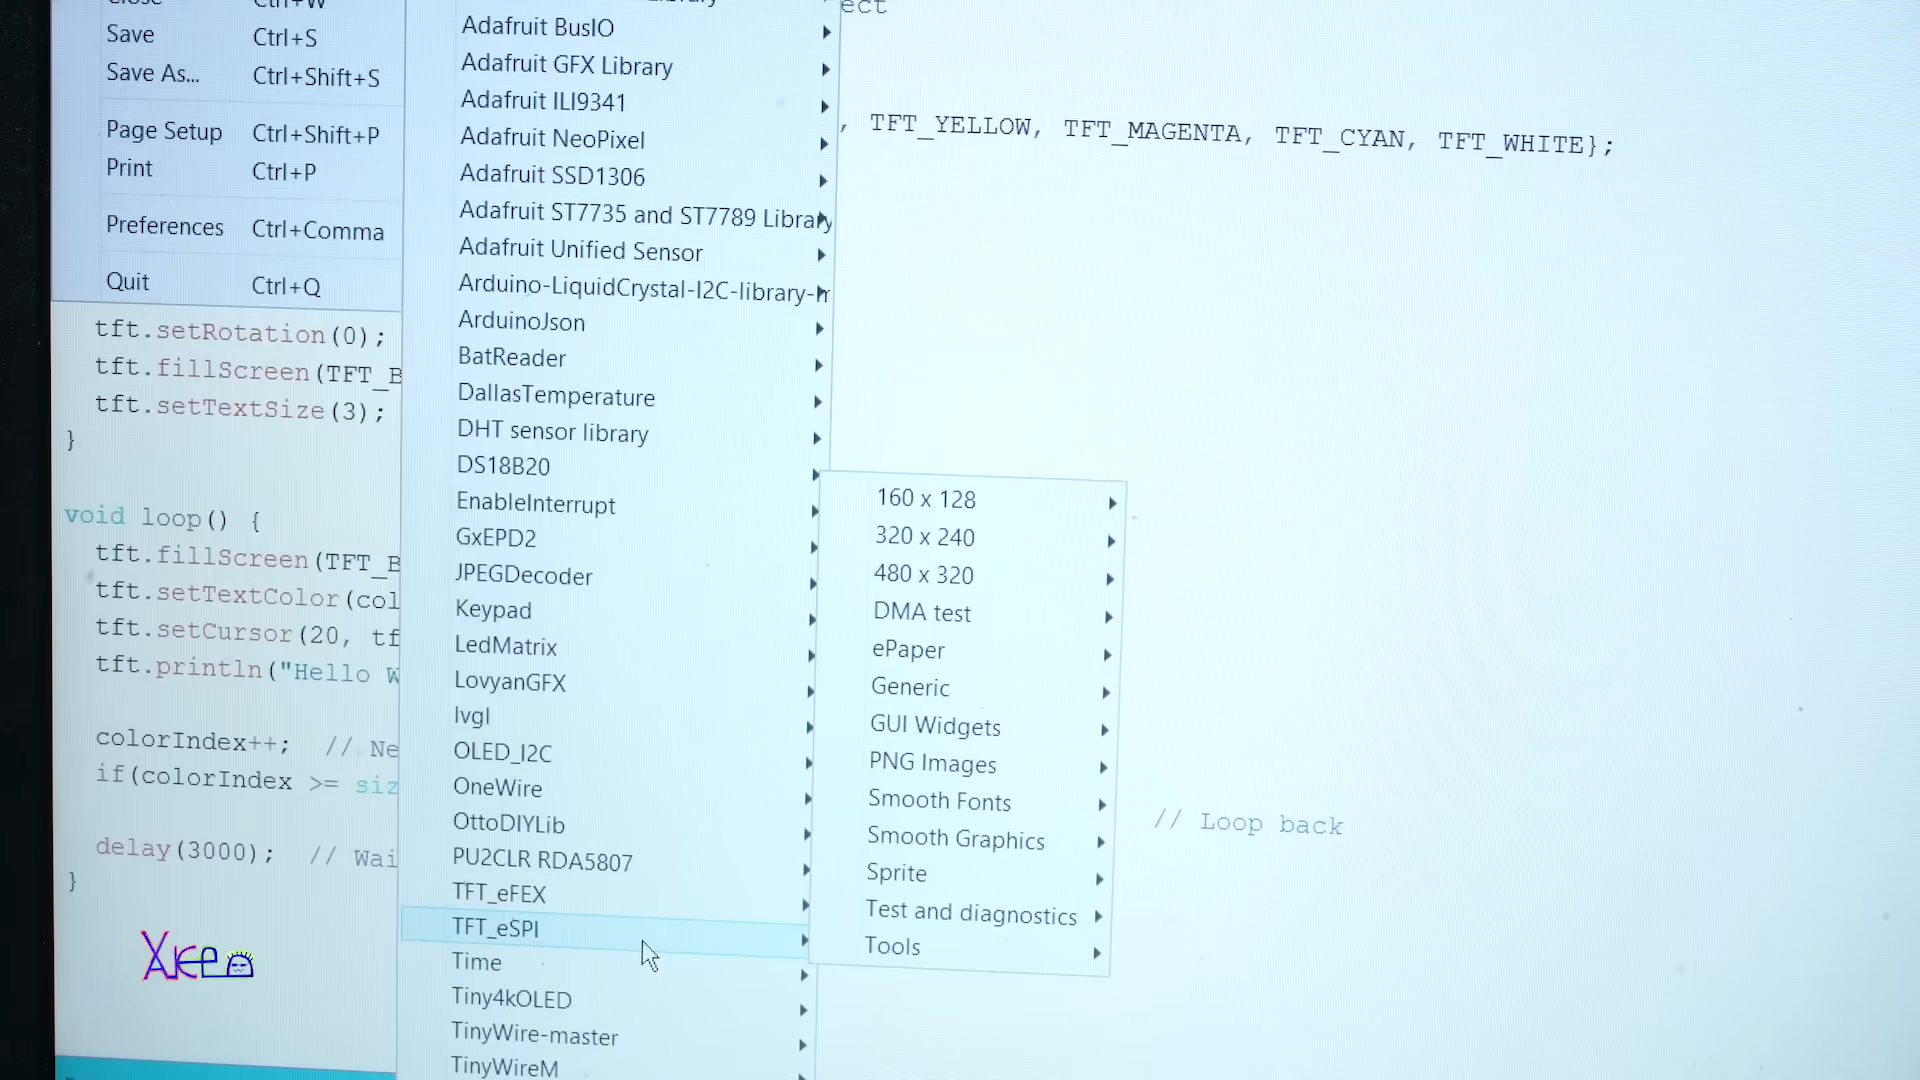 Save Ctrl+S
Save As... Ctrl+Shift+S
Page Setup Ctrl+Shift+P
Print Ctrl+P
Preferences Ctrl+Comma
Quit Ctrl+Q
Adafruit BusIO
Adafruit GFX Library
Adafruit ILI9341
Adafruit NeoPixel
Adafruit SSD1306
Adafruit ST7735 and ST7789 Library
Adafruit Unified Sensor
Arduino-LiquidCrystal-I2C-library-
ArduinoJson
BatReader
DallasTemperature
DHT sensor library
DS18B20
EnableInterrupt
GxEPD2
JPEGDecoder
Keypad
LedMatrix
LovyanGFX
lvgl
OLED_I2C
OneWire
OttoDIYLib
PU2CLR RDA5807
TFT_eFEX
TFT_eSPI
Time
Tiny4kOLED
TinyWire-master
TinyWireM
160 x 128
320 x 240
480 x 320
DMA test
ePaper
Generic
GUI Widgets
PNG Images
Smooth Fonts
Smooth Graphics
Sprite
Test and diagnostics
Tools
, TFT_YELLOW, TFT_MAGENTA, TFT_CYAN, TFT_WHITE};
tft.setRotation(0);
tft.fillScreen(TFT_B
tft.setTextSize(3);
}
void loop() {
tft.fillScreen(TFT_B
tft.setTextColor(col
tft.setCursor(20, tf
tft.println("Hello W
colorIndex++; // Ne
if(colorIndex >= siz
// Loop back
delay(3000); // Wai
}